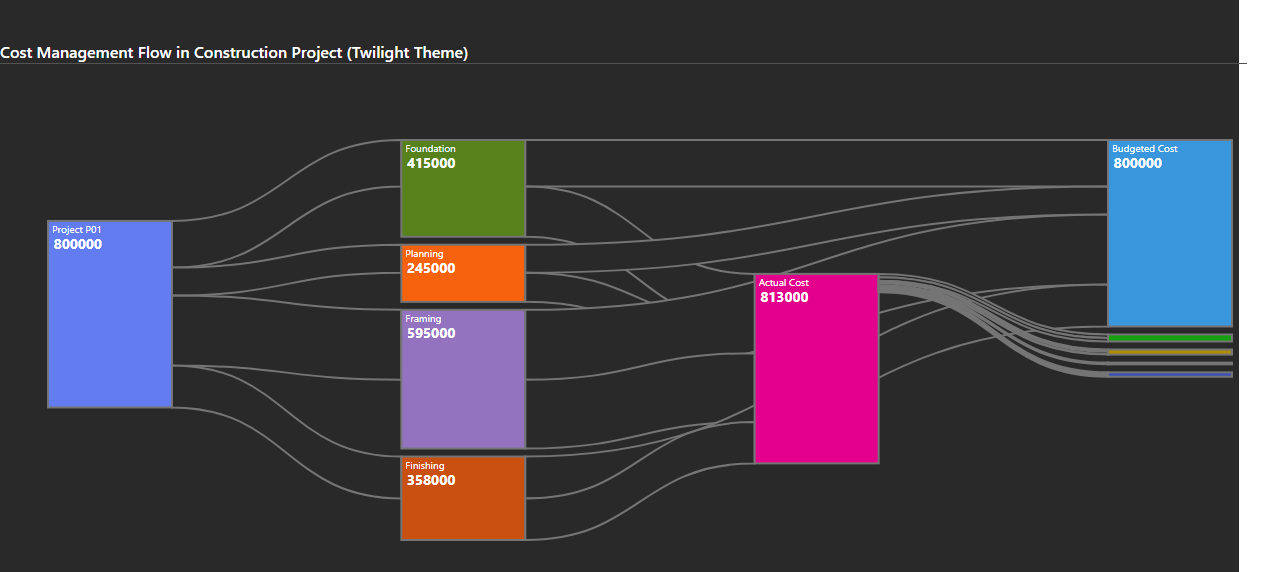 Cost Management Flow in Construction Project (Twilight Theme)
Project P01
800000
Foundation
415000
Planning
245000
Framing
595000
Finishing
358000
Actual Cost
813000
Budgeted Cost
800000